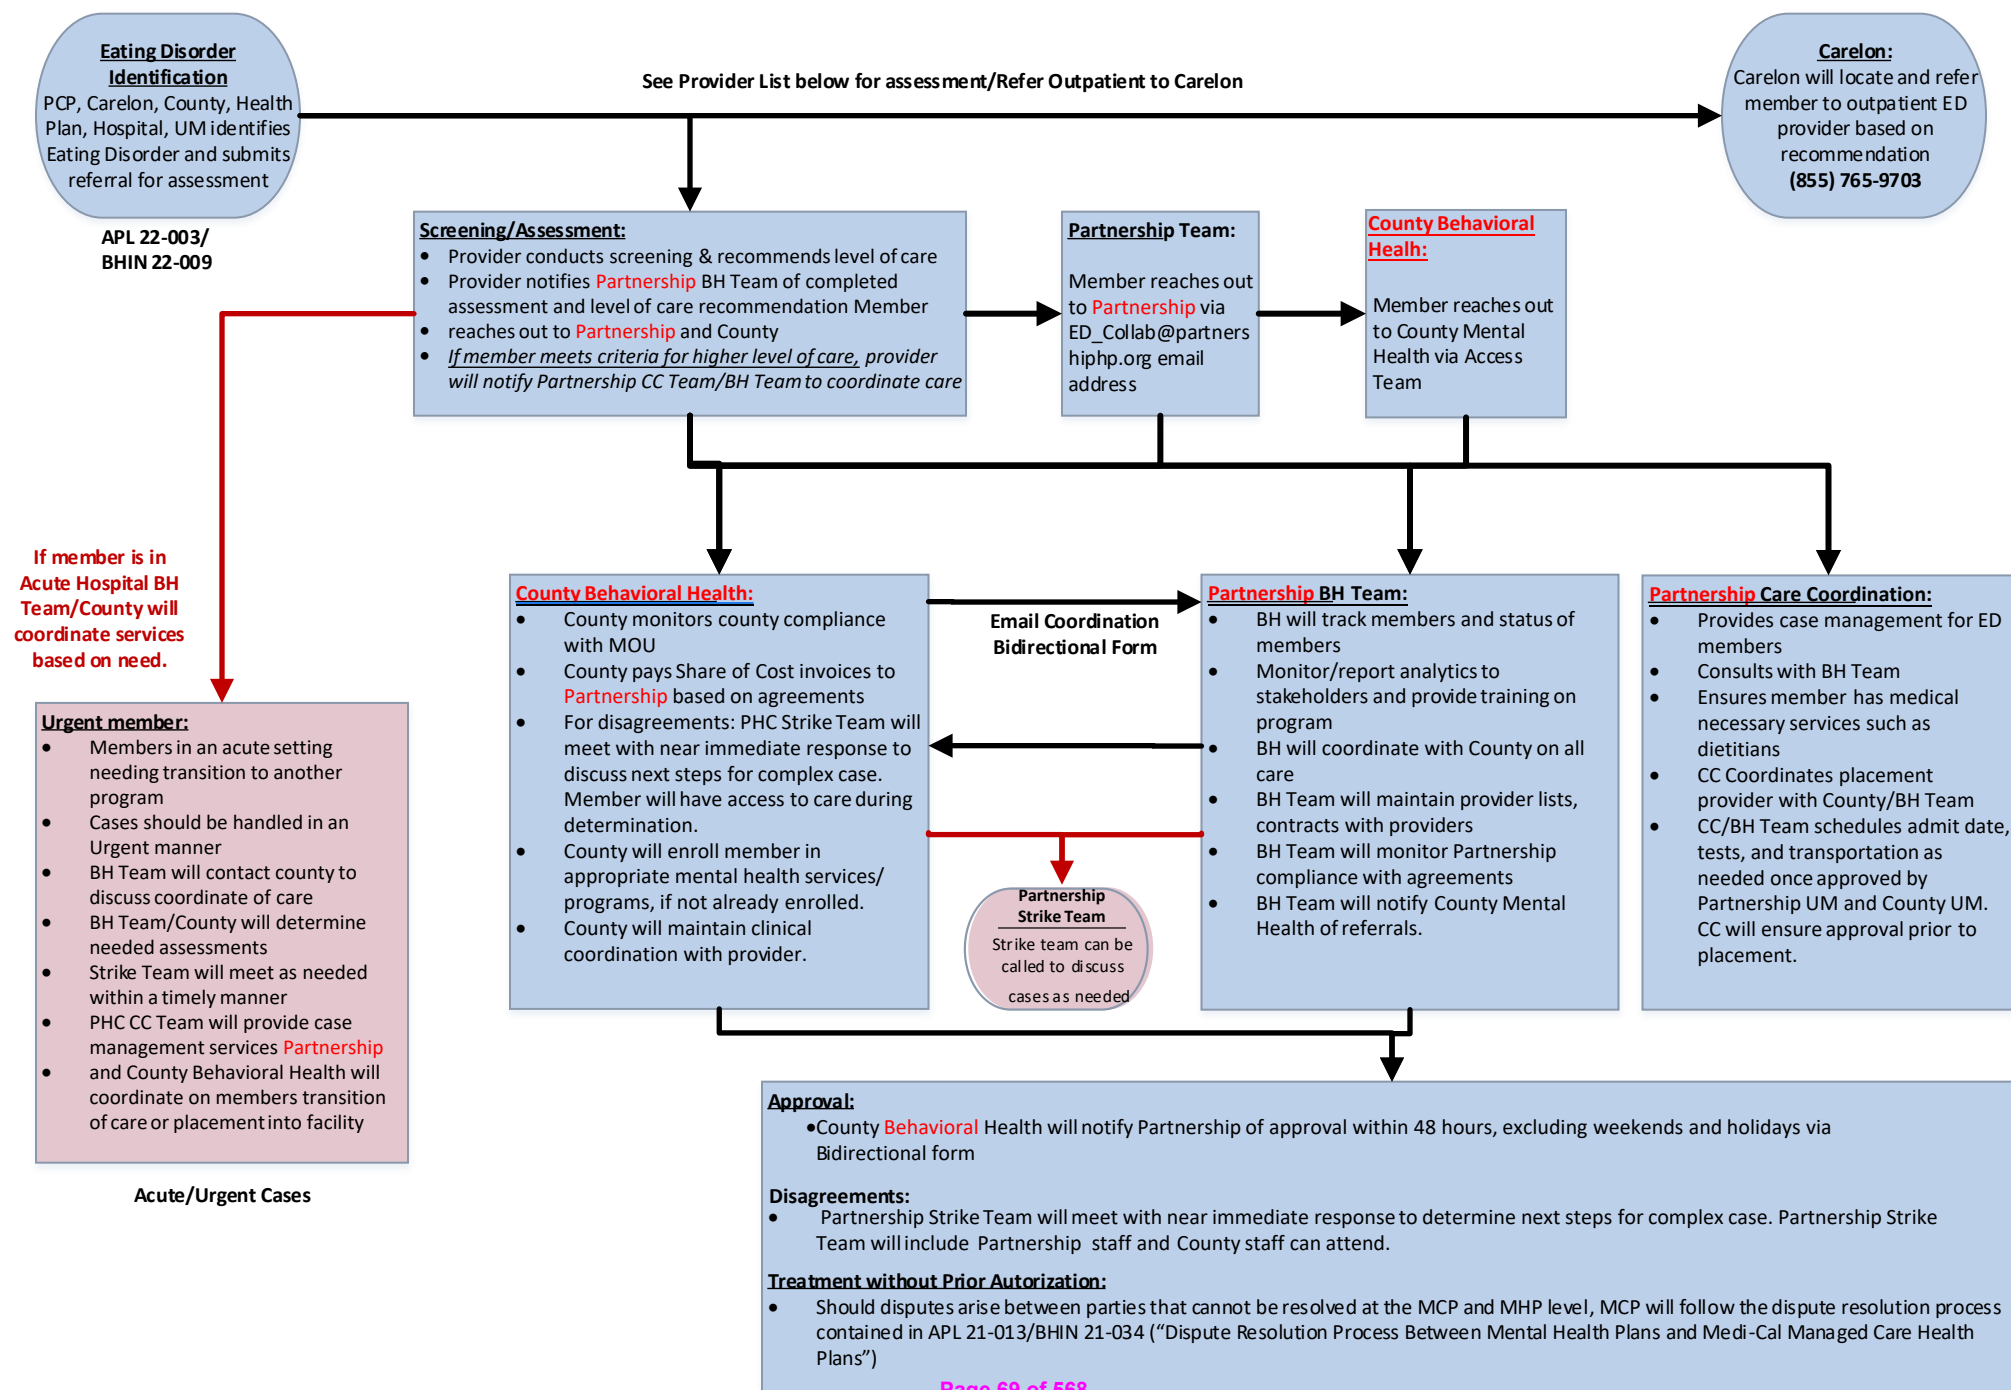 Eating Disorder
Identification
PCP, Carelon, County, Health
Plan, Hospital, UM identifies
Eating Disorder and submits
referral for assessment
APL 22-003/
BHIN 22-009
See Provider List below for assessment/Refer Outpatient to Carelon
Carelon:
Carelon will locate and refer
member to outpatient ED
provider based on
recommendation
(855) 765-9703
Screening/Assessment:
• Provider conducts screening & recommends level of care
• Provider notifies Partnership BH Team of completed
assessment and level of care recommendation Member
• reaches out to Partnership and County
• If member meets criteria for higher level of care, provider
will notify Partnership CC Team/BH Team to coordinate care
Partnership Team:
Member reaches out
to Partnership via
ED_Collab@partners
hiphp.org email
address
County Behavioral
Healh:
Member reaches out
to County Mental
Health via Access
Team
If member is in
Acute Hospital BH
Team/County will
coordinate services
based on need.
Urgent member:
• Members in an acute setting
needing transition to another
program
• Cases should be handled in an
Urgent manner
• BH Team will contact county to
discuss coordinate of care
• BH Team/County will determine
needed assessments
• Strike Team will meet as needed
within a timely manner
• PHC CC Team will provide case
management services Partnership
• and County Behavioral Health will
coordinate on members transition
of care or placement into facility
Acute/Urgent Cases
County Behavioral Health:
• County monitors county compliance
with MOU
• County pays Share of Cost invoices to
Partnership based on agreements
• For disagreements: PHC Strike Team will
meet with near immediate response to
discuss next steps for complex case.
Member will have access to care during
determination.
• County will enroll member in
appropriate mental health services/
programs, if not already enrolled.
• County will maintain clinical
coordination with provider.
Email Coordination
Bidirectional Form
Partnership
Strike Team
Strike team can be
called to discuss
cases as needed
Partnership BH Team:
• BH will track members and status of
members
• Monitor/report analytics to
stakeholders and provide training on
program
• BH will coordinate with County on all
care
• BH Team will maintain provider lists,
contracts with providers
• BH Team will monitor Partnership
compliance with agreements
• BH Team will notify County Mental
Health of referrals.
Partnership Care Coordination:
• Provides case management for ED
members
• Consults with BH Team
• Ensures member has medical
necessary services such as
dietitians
• CC Coordinates placement
provider with County/BH Team
• CC/BH Team schedules admit date,
tests, and transportation as
needed once approved by
Partnership UM and County UM.
CC will ensure approval prior to
placement.
Approval:
•County Behavioral Health will notify Partnership of approval within 48 hours, excluding weekends and holidays via
Bidirectional form
Disagreements:
• Partnership Strike Team will meet with near immediate response to determine next steps for complex case. Partnership Strike
Team will include Partnership staff and County staff can attend.
Treatment without Prior Autorization:
• Should disputes arise between parties that cannot be resolved at the MCP and MHP level, MCP will follow the dispute resolution process
contained in APL 21-013/BHIN 21-034 (“Dispute Resolution Process Between Mental Health Plans and Medi-Cal Managed Care Health
Plans”)
Page 69 of 568